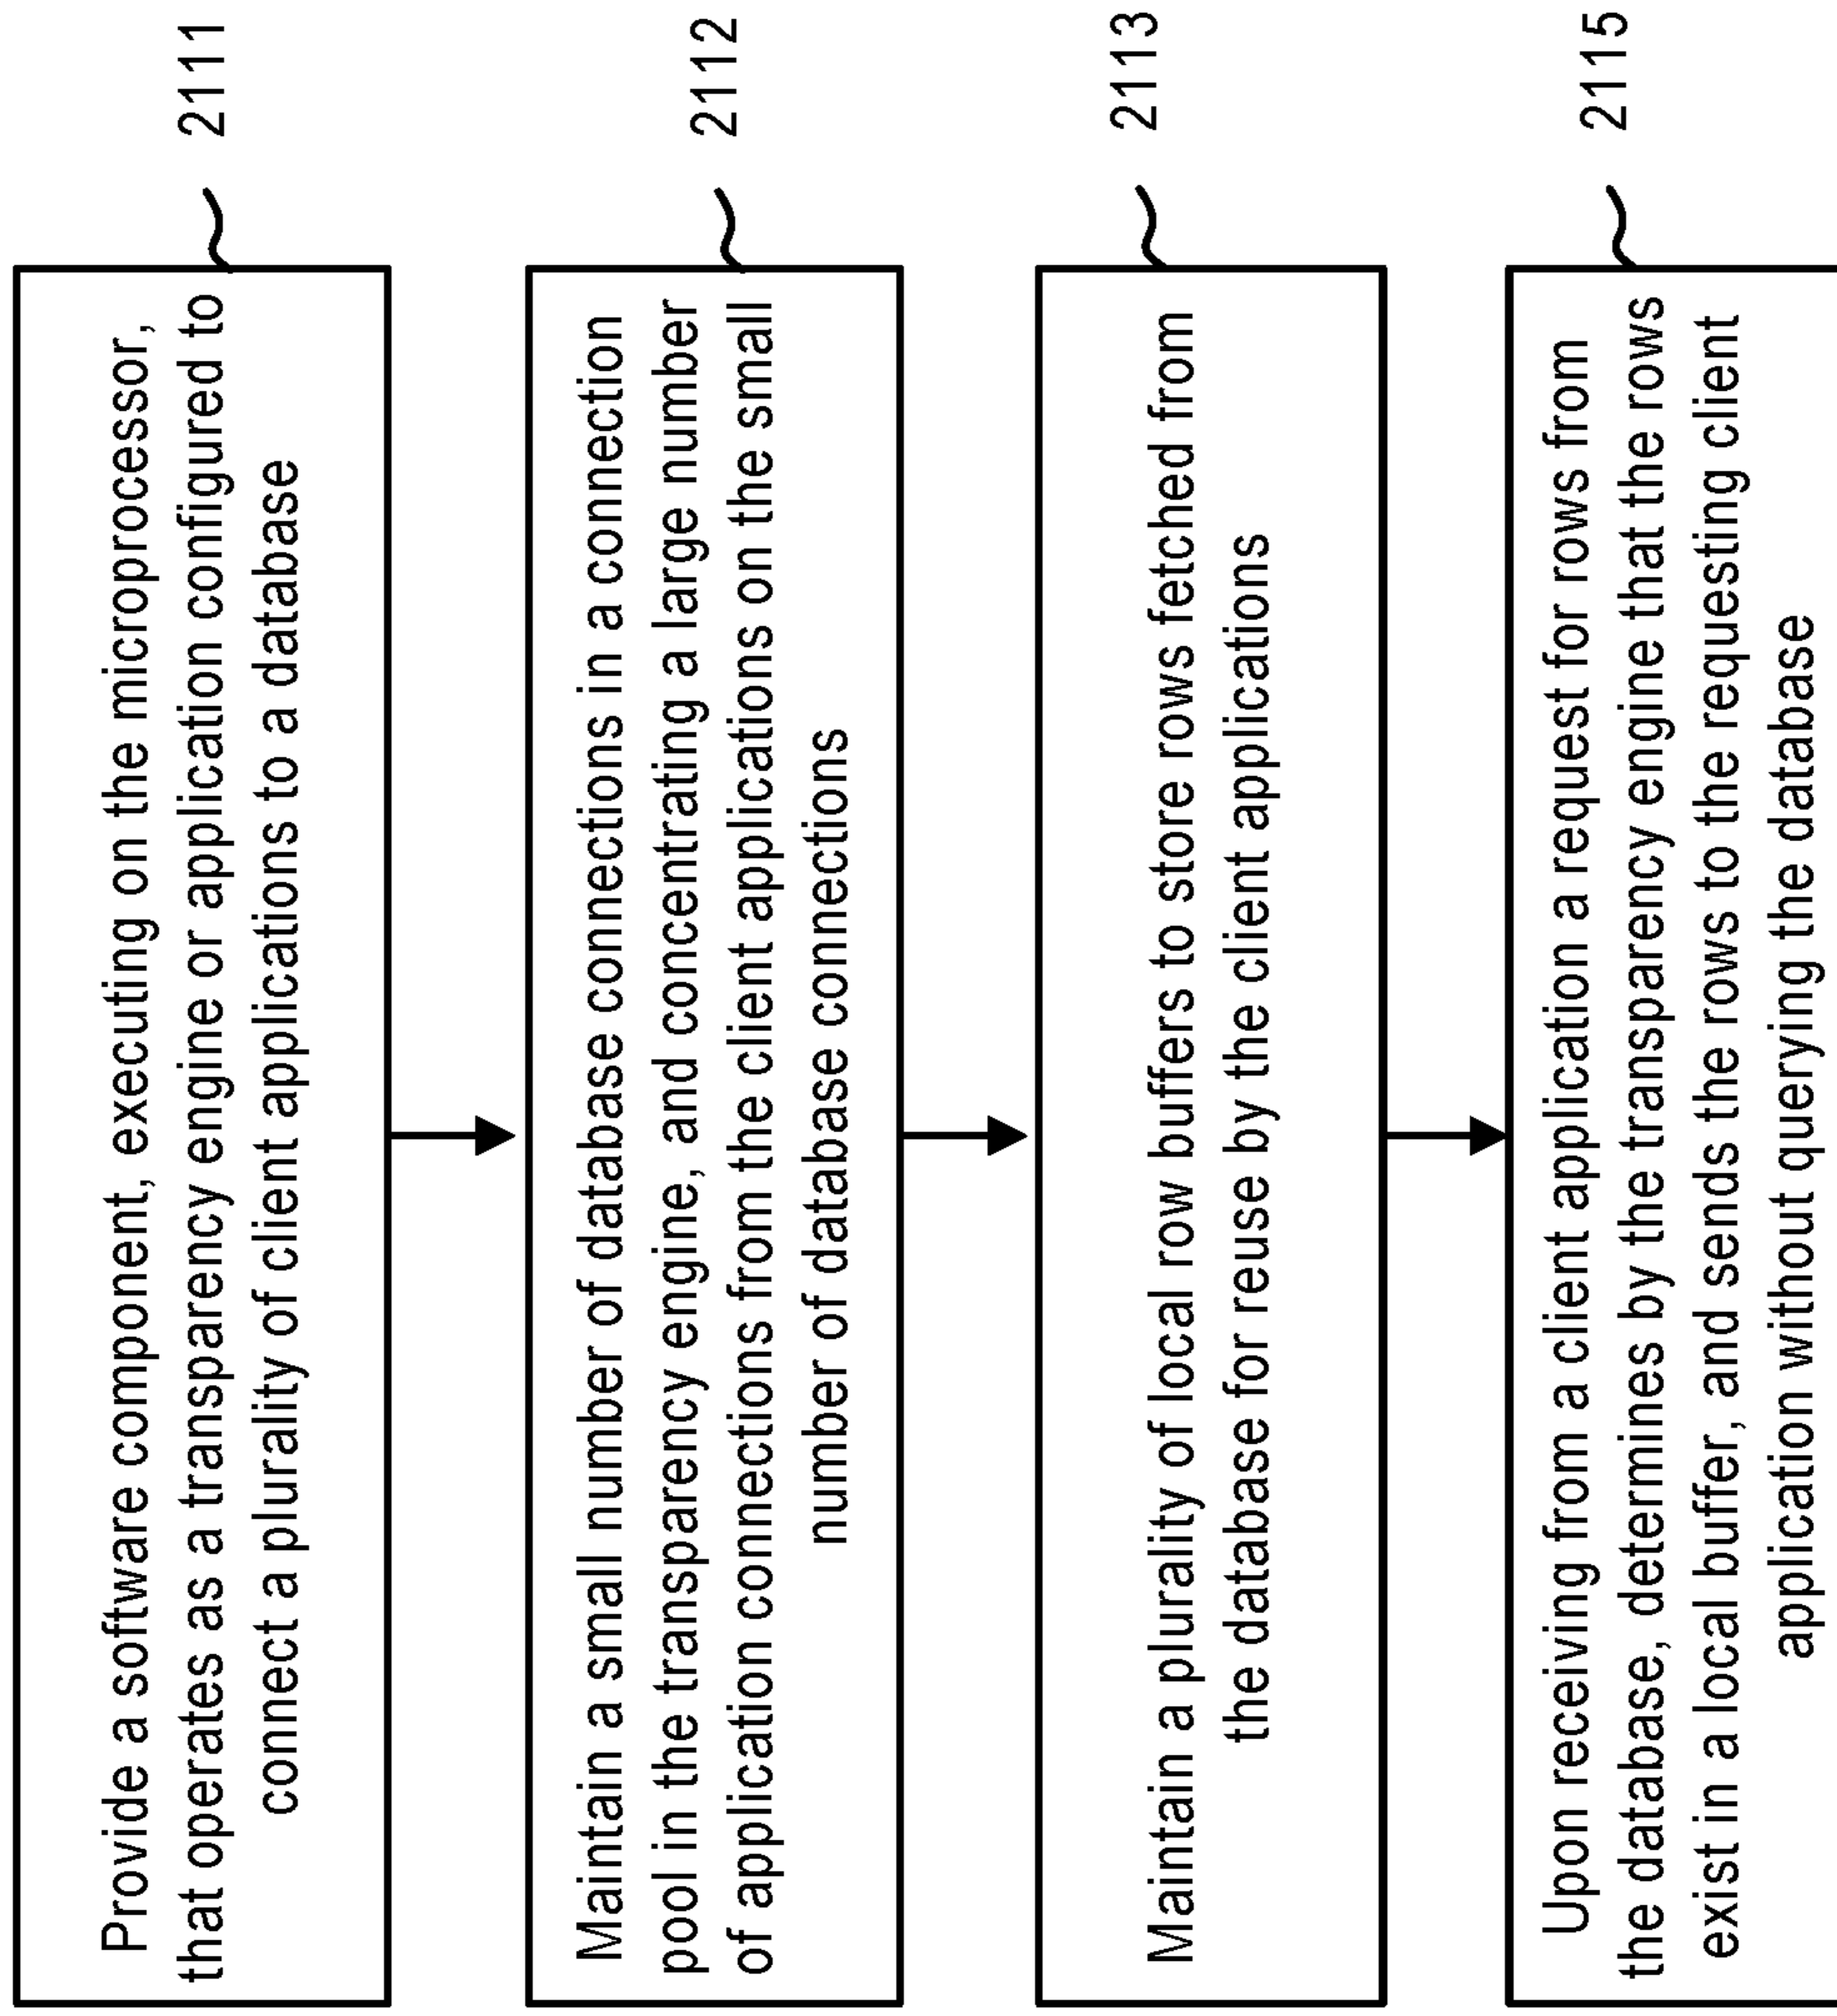 Provide a software component, executing on the microprocessor,
that operates as a transparency engine or application configured to
connect a plurality of client applications to a database
2111
Maintain a small number of database connections in a connection
pool in the transparency engine, and concentrating a large number
of application connections from the client applications on the small
number of database connections
2112
Maintain a plurality of local row buffers to store rows fetched from
the database for reuse by the client applications
2113
Upon receiving from a client application a request for rows from
the database, determines by the transparency engine that the rows
exist in a local buffer, and sends the rows to the requesting client
application without querying the database
2115